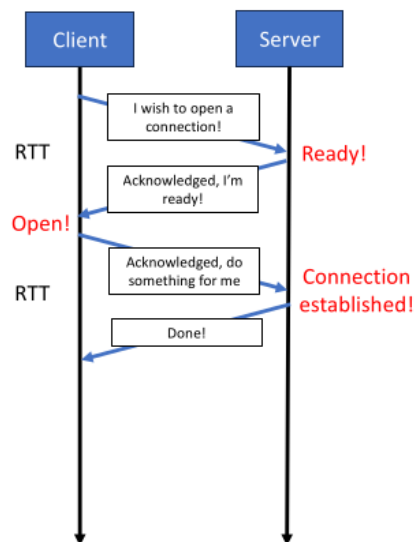 Client
Server
I wish to open a
connection!
RTT
Ready!
Acknowledged, I'm
ready!
Open!
Acknowledged, do
something for me
RTT
Connection
established!
Done!